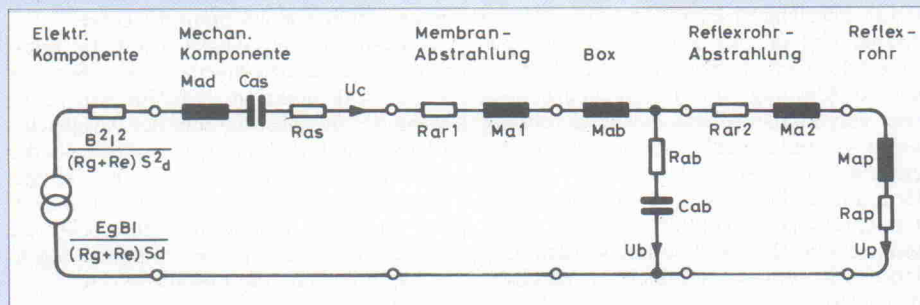 Elektr.
Komponente
Mechan.
Komponente
Membran-
Abstrahlung
Box
Reflexrohr-
Abstrahlung
Reflex-
rohr
Mad
Cas
Ras
Uc
Rar1
Ma1
Mab
Rar2
Ma2
B²l²
(Rg+Re) S²d
Rab
Cab
Ub
Map
Rap
Up
EgBl
(Rg+Re) Sd